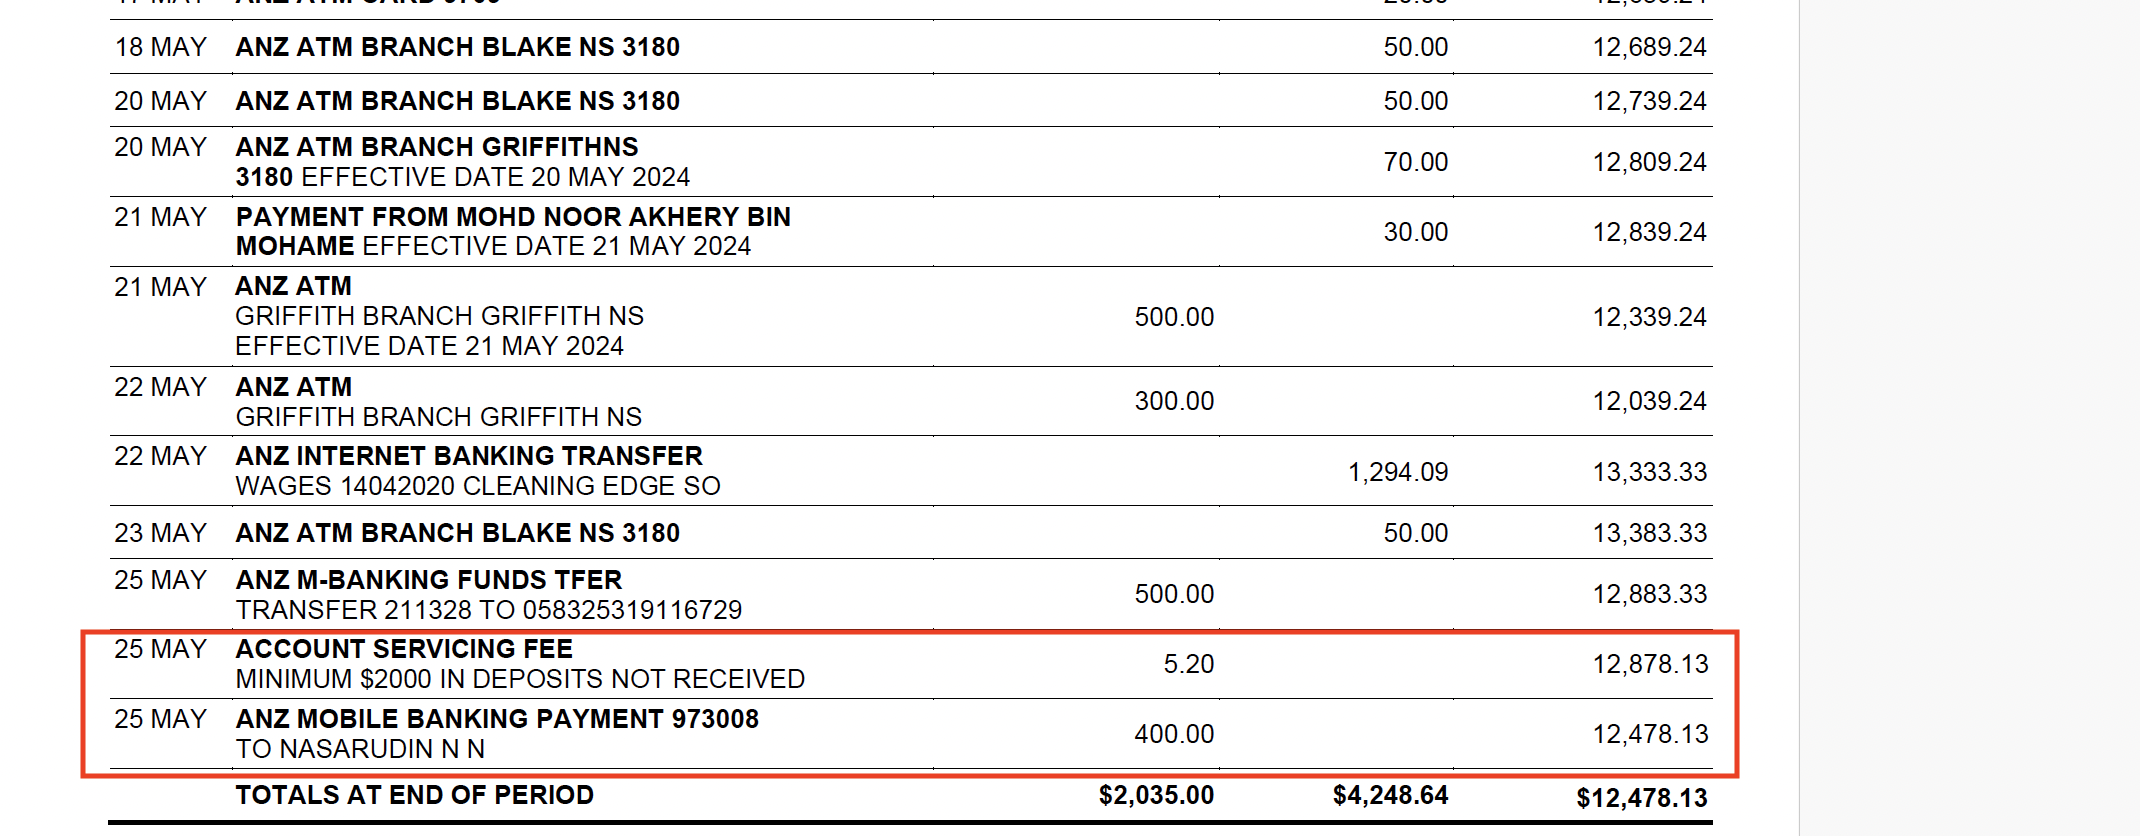 18 MAY ANZ ATM BRANCH BLAKE NS 3180 50.00 12,689.24
20 MAY ANZ ATM BRANCH BLAKE NS 3180 50.00 12,739.24
20 MAY ANZ ATM BRANCH GRIFFITHNS
3180 EFFECTIVE DATE 20 MAY 2024 70.00 12,809.24
21 MAY PAYMENT FROM MOHD NOOR AKHERY BIN
MOHAME EFFECTIVE DATE 21 MAY 2024 30.00 12,839.24
21 MAY ANZ ATM
GRIFFITH BRANCH GRIFFITH NS 500.00 12,339.24
EFFECTIVE DATE 21 MAY 2024
22 MAY ANZ ATM
GRIFFITH BRANCH GRIFFITH NS 300.00 12,039.24
22 MAY ANZ INTERNET BANKING TRANSFER
WAGES 14042020 CLEANING EDGE SO 1,294.09 13,333.33
23 MAY ANZ ATM BRANCH BLAKE NS 3180 50.00 13,383.33
25 MAY ANZ M-BANKING FUNDS TFER
TRANSFER 211328 TO 058325319116729 500.00 12,883.33
25 MAY ACCOUNT SERVICING FEE
MINIMUM $2000 IN DEPOSITS NOT RECEIVED 5.20 12,878.13
25 MAY ANZ MOBILE BANKING PAYMENT 973008
TO NASARUDIN N N 400.00 12,478.13
TOTALS AT END OF PERIOD $2,035.00 $4,248.64 $12,478.13